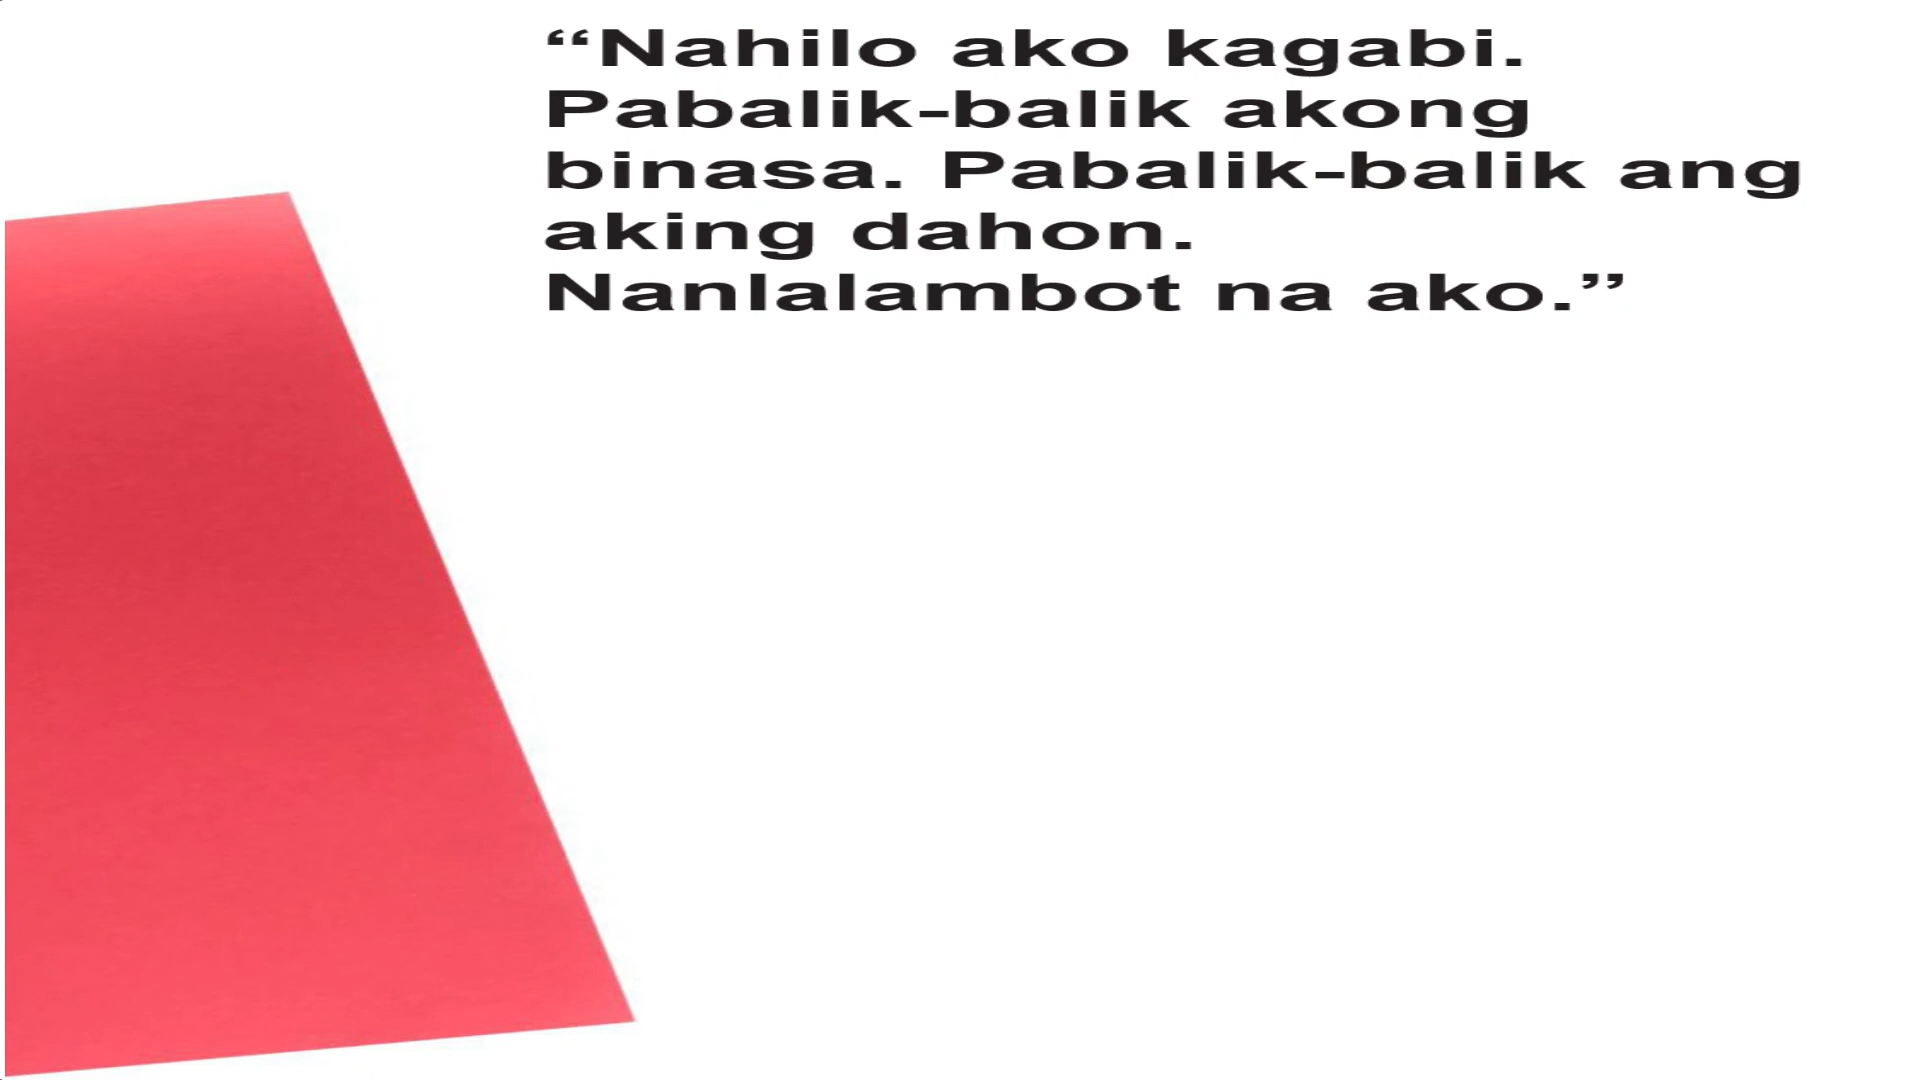 “Nahilo ako kagabi.
Pabalik-balik akong
binasa. Pabalik-balik ang
aking dahon.
Nanlalambot na ako.”